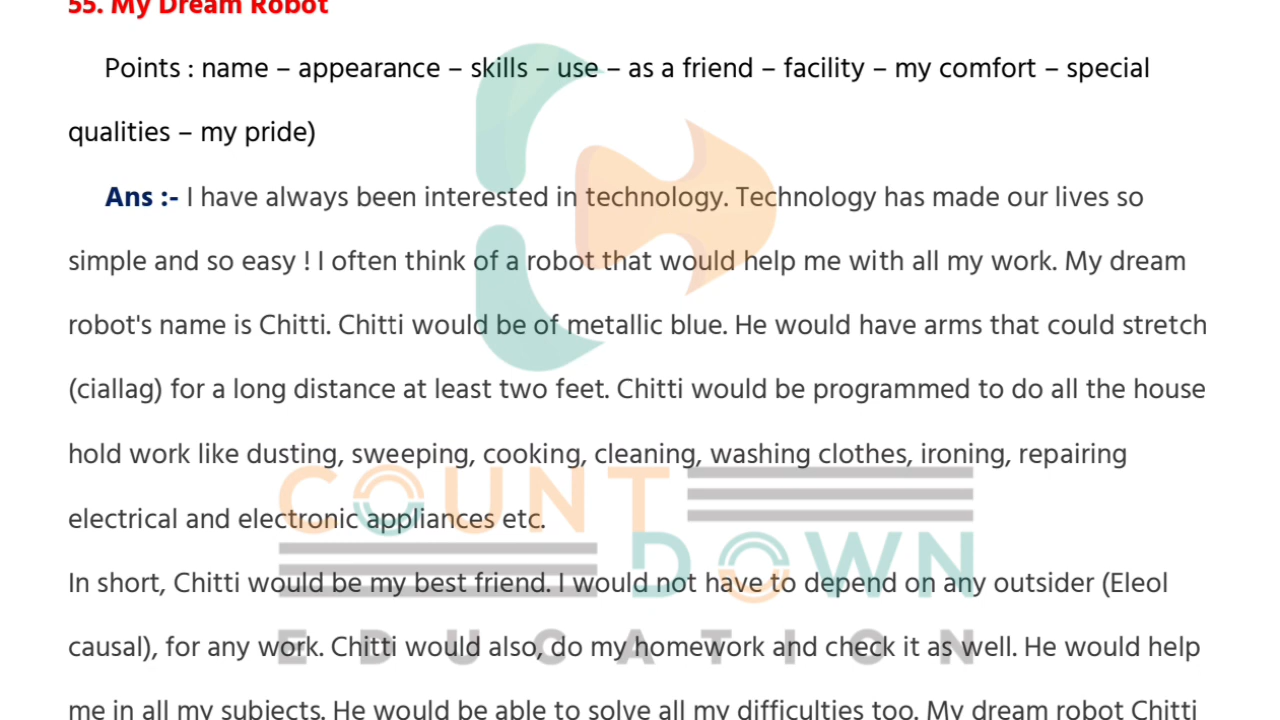 55. My Dream Robot
Points : name – appearance – skills – use – as a friend – facility – my comfort – special
qualities – my pride)
Ans :- I have always been interested in technology. Technology has made our lives so
simple and so easy ! I often think of a robot that would help me with all my work. My dream
robot's name is Chitti. Chitti would be of metallic blue. He would have arms that could stretch
(ciallag) for a long distance at least two feet. Chitti would be programmed to do all the house
hold work like dusting, sweeping, cooking, cleaning, washing clothes, ironing, repairing
electrical and electronic appliances etc.
In short, Chitti would be my best friend. I would not have to depend on any outsider (Eleol
causal), for any work. Chitti would also, do my homework and check it as well. He would help
me in all my subjects. He would be able to solve all my difficulties too. My dream robot Chitti
COUNT
DOWN
EDUCATION